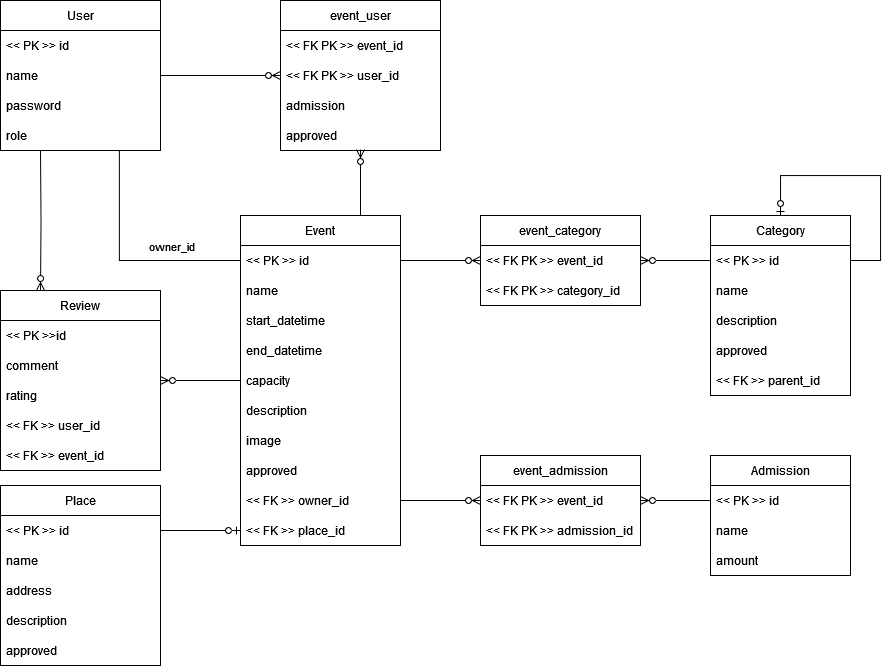 User
<< PK >> id
name
password
role
event_user
<< FK PK >> event_id
<< FK PK >> user_id
admission
approved
owner_id
Event
<< PK >> id
name
start_datetime
end_datetime
capacity
description
image
approved
<< FK >> owner_id
<< FK >> place_id
event_category
<< FK PK >> event_id
<< FK PK >> category_id
Category
<< PK >> id
name
description
approved
<< FK >> parent_id
Review
<< PK >>id
comment
rating
<< FK >> user_id
<< FK >> event_id
Place
<< PK >> id
name
address
description
approved
event_admission
<< FK PK >> event_id
<< FK PK >> admission_id
Admission
<< PK >> id
name
amount